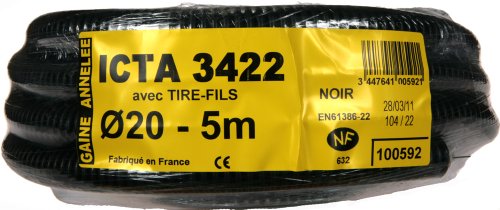 GAINE ANNELEE
ICTA 3422
avec TIRE-FILS
Ø20 - 5m
Fabriqué en France CE
3 447641 005921
NOIR
28/03/11
EN61386-22
104 / 22
NF
632
100592